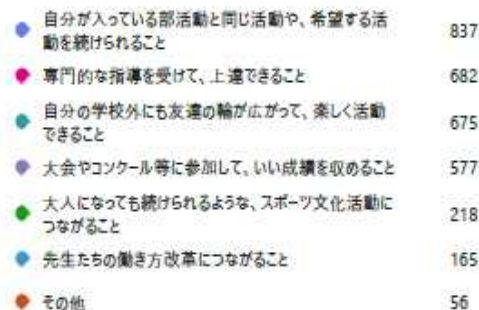 自分が入っている部活動と同じ活動や、希望する活
動を続けられること
837
専門的な指導を受けて、上達できること
682
自分の学校外にも友達の輪が広がって、楽しく活動
できること
675
大会やコンクール等に参加して、いい成績を収めること
577
大人になっても続けられるような、スポーツ文化活動に
つながること
218
先生たちの働き方改革につながること
165
その他
56